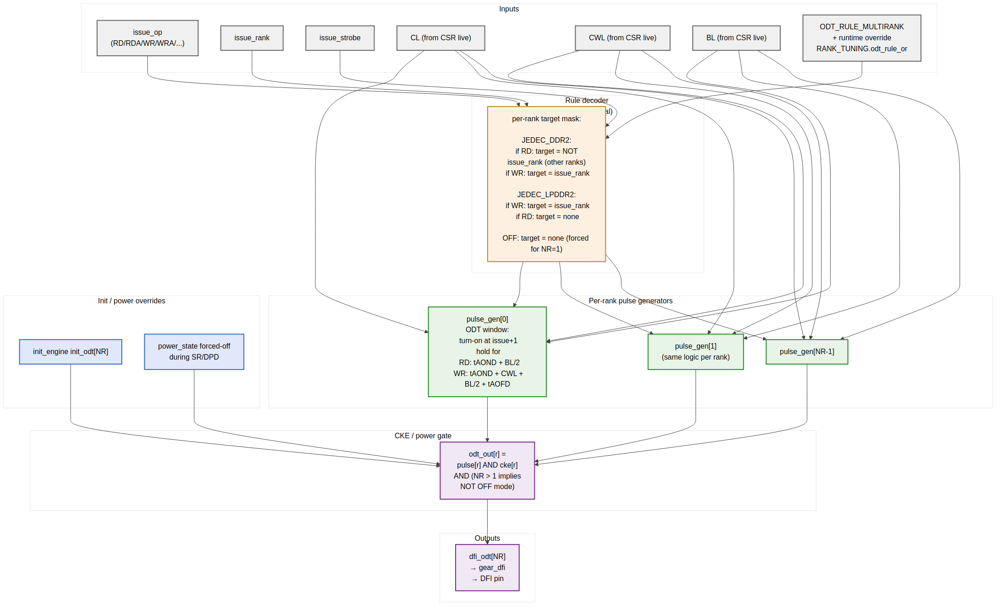 Inputs
issue_op
(RD/RDA/WR/WRA/...)
issue_rank
issue_strobe
CL (from CSR live)
CWL (from CSR live)
BL (from CSR live)
ODT_RULE_MULTIRANK
+ runtime override
RANK_TUNING.odt_rule_or
Rule decoder
al)
per-rank target mask:
JEDEC_DDR2:
if RD: target = NOT
issue_rank (other ranks)
if WR: target = issue_rank
JEDEC_LPDDR2:
if WR: target = issue_rank
if RD: target = none
OFF: target = none (forced
for NR=1)
Init / power overrides
init_engine init_odt[NR]
power_state forced-off
during SR/DPD
Per-rank pulse generators
pulse_gen[0]
ODT window:
turn-on at issue+1
hold for
RD: tAOND + BL/2
WR: tAOND + CWL +
BL/2 + tAOFD
pulse_gen[1]
(same logic per rank)
pulse_gen[NR-1]
CKE / power gate
odt_out[r] =
pulse[r] AND cke[r]
AND (NR > 1 implies
NOT OFF mode)
Outputs
dfi_odt[NR]
→ gear_dfi
→ DFI pin